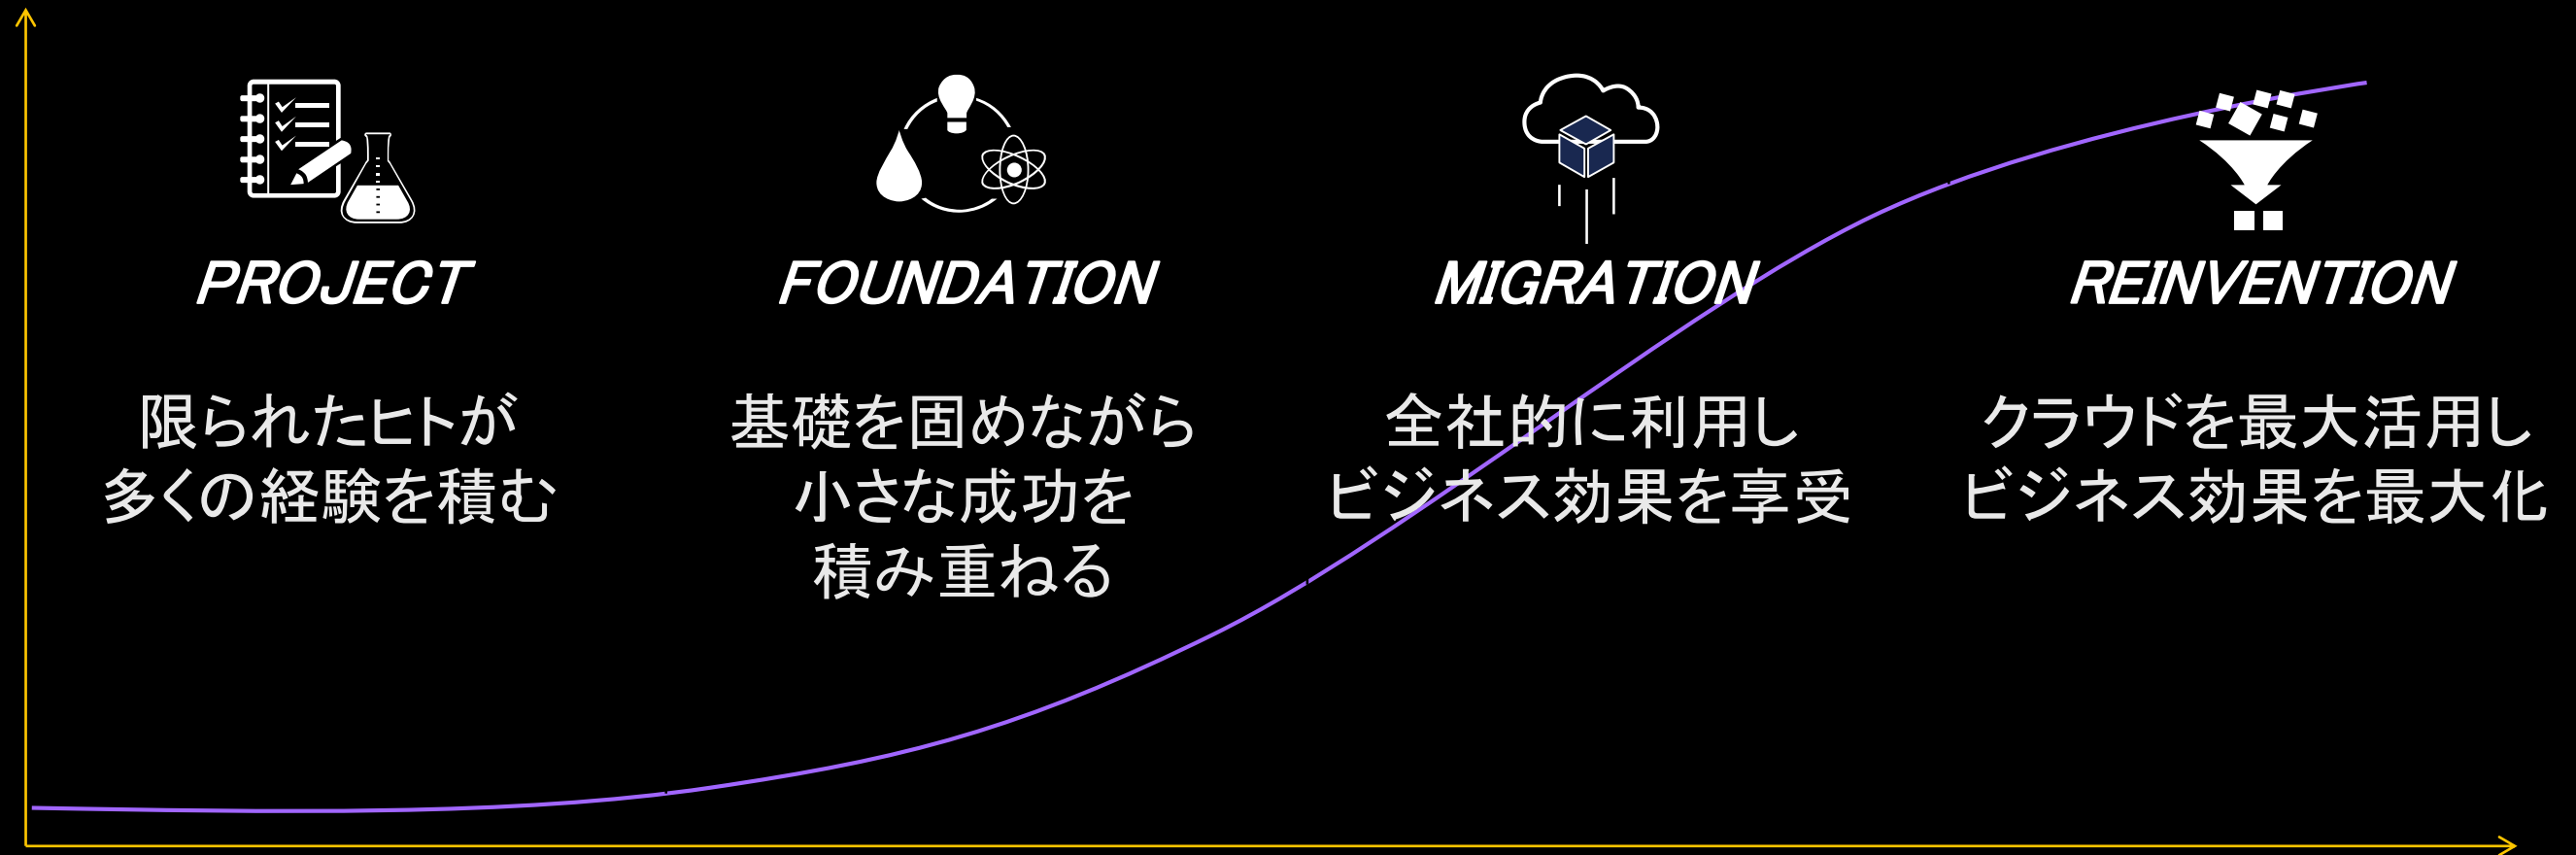 PROJECT
限られたヒトが
多くの経験を積む
FOUNDATION
基礎を固めながら
小さな成功を
積み重ねる
MIGRATION
全社的に利用し
ビジネス効果を享受
REINVENTION
クラウドを最大活用し
ビジネス効果を最大化